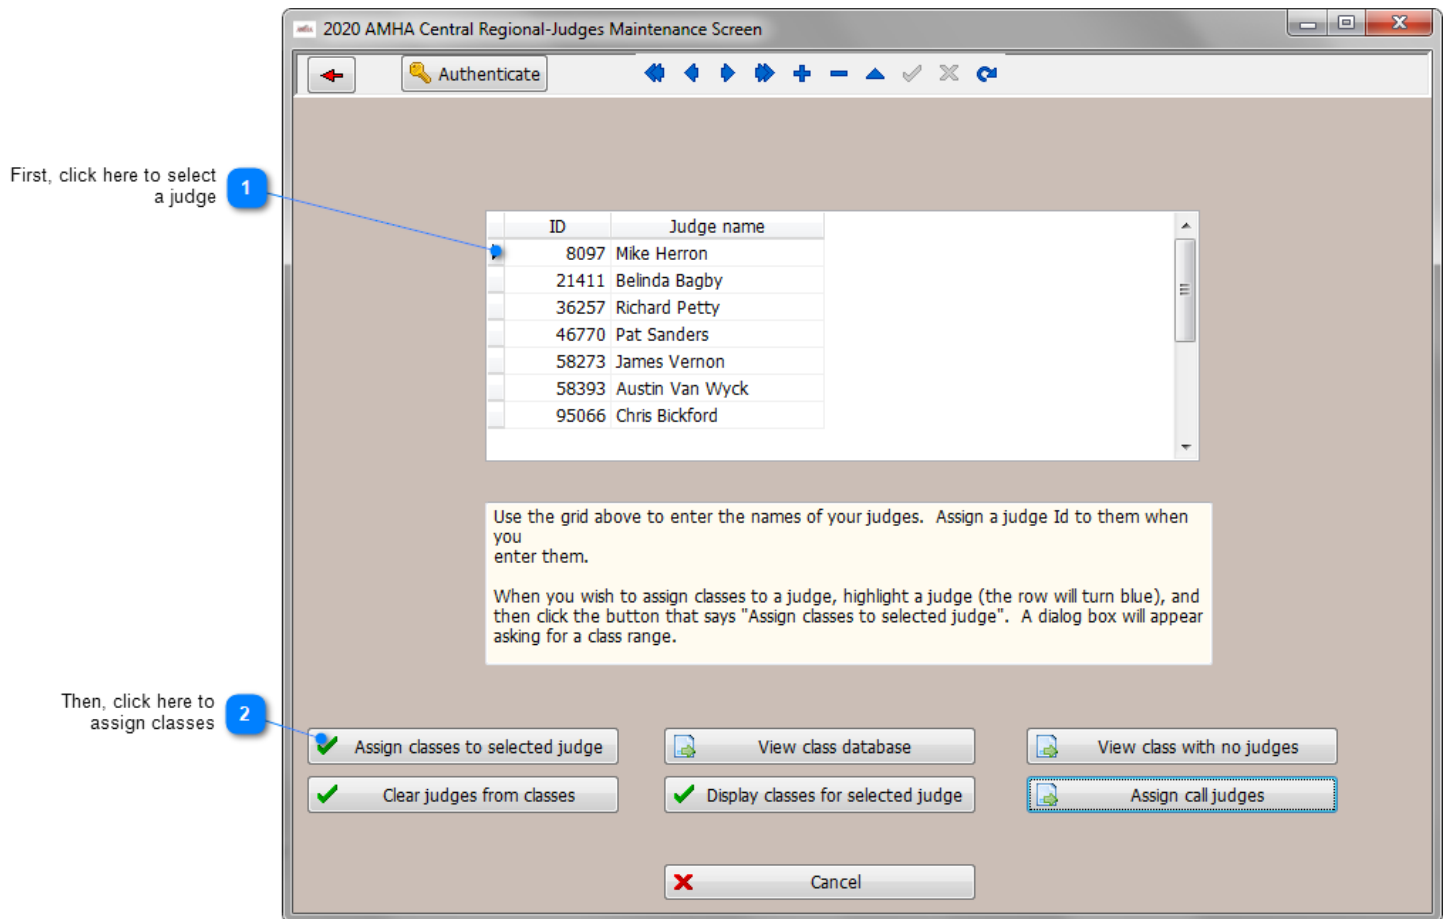 2020 AMHA Central Regional-Judges Maintenance Screen
Authenticate
First, click here to select
a judge
1
ID Judge name
8097 Mike Herron
21411 Belinda Bagby
36257 Richard Petty
46770 Pat Sanders
58273 James Vernon
58393 Austin Van Wyck
95066 Chris Bickford
Use the grid above to enter the names of your judges.  Assign a judge Id to them when
you
enter them.
When you wish to assign classes to a judge, highlight a judge (the row will turn blue), and
then click the button that says "Assign classes to selected judge".  A dialog box will appear
asking for a class range.
Then, click here to
assign classes
2
Assign classes to selected judge View class database View class with no judges
Clear judges from classes Display classes for selected judge Assign call judges
Cancel